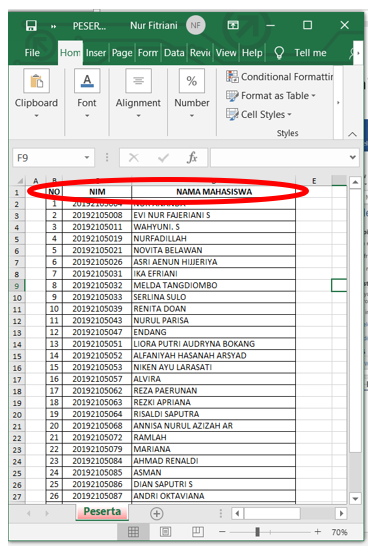 PESER... Nur Fitriani NF
File Hom Inser Page Form Data Revi View Help Tell me
Clipboard Font Alignment Number
% Conditional Formattin
Format as Table
Cell Styles
Styles
F9 fx
A B C D E
1 NO NIM NAMA MAHASISWA
2 1
3 2 20192105008 EVI NUR FAJERIANI S
4 3 20192105011 WAHYUNI. S
5 4 20192105019 NURFADILLAH
6 5 20192105021 NOVITA BELAWAN
7 6 20192105026 ASRI AENUN HIJJERIYA
8 7 20192105031 IKA EFRIANI
9 8 20192105032 MELDA TANGDIOMBO
10 9 20192105033 SERLINA SULO
11 10 20192105039 RENITA DOAN
12 11 20192105043 NURUL PARISA
13 12 20192105047 ENDANG
14 13 20192105051 LIORA PUTRI AUDRYNA BOKANG
15 14 20192105052 ALFANIYAH HASANAH ARSYAD
16 15 20192105053 NIKEN AYU LARASATI
17 16 20192105057 ALVIRA
18 17 20192105062 REZA PAERUNAN
19 18 20192105063 REZKI APRIANA
20 19 20192105064 RISALDI SAPUTRA
21 20 20192105068 ANNISA NURUL AZIZAH AR
22 21 20192105072 RAMLAH
23 22 20192105079 MARIANA
24 23 20192105084 AHMAD RENALDI
25 24 20192105085 ASMAN
26 25 20192105086 DIAN SAPUTRI S
27 26 20192105087 ANDRI OKTAVIANA
Peserta
70%